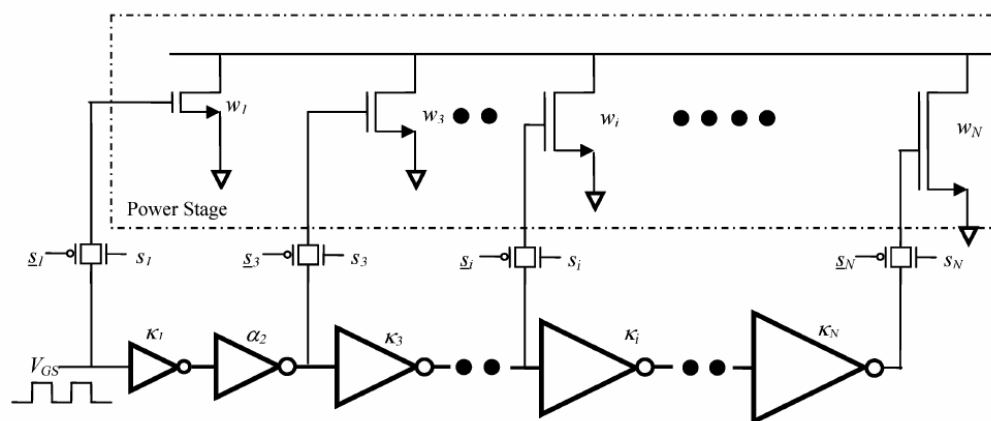 w1
w3
wi
wN
Power Stage
s1 s1
s3 s3
si si
sN sN
κ1
α2
κ3
κi
κN
VGS